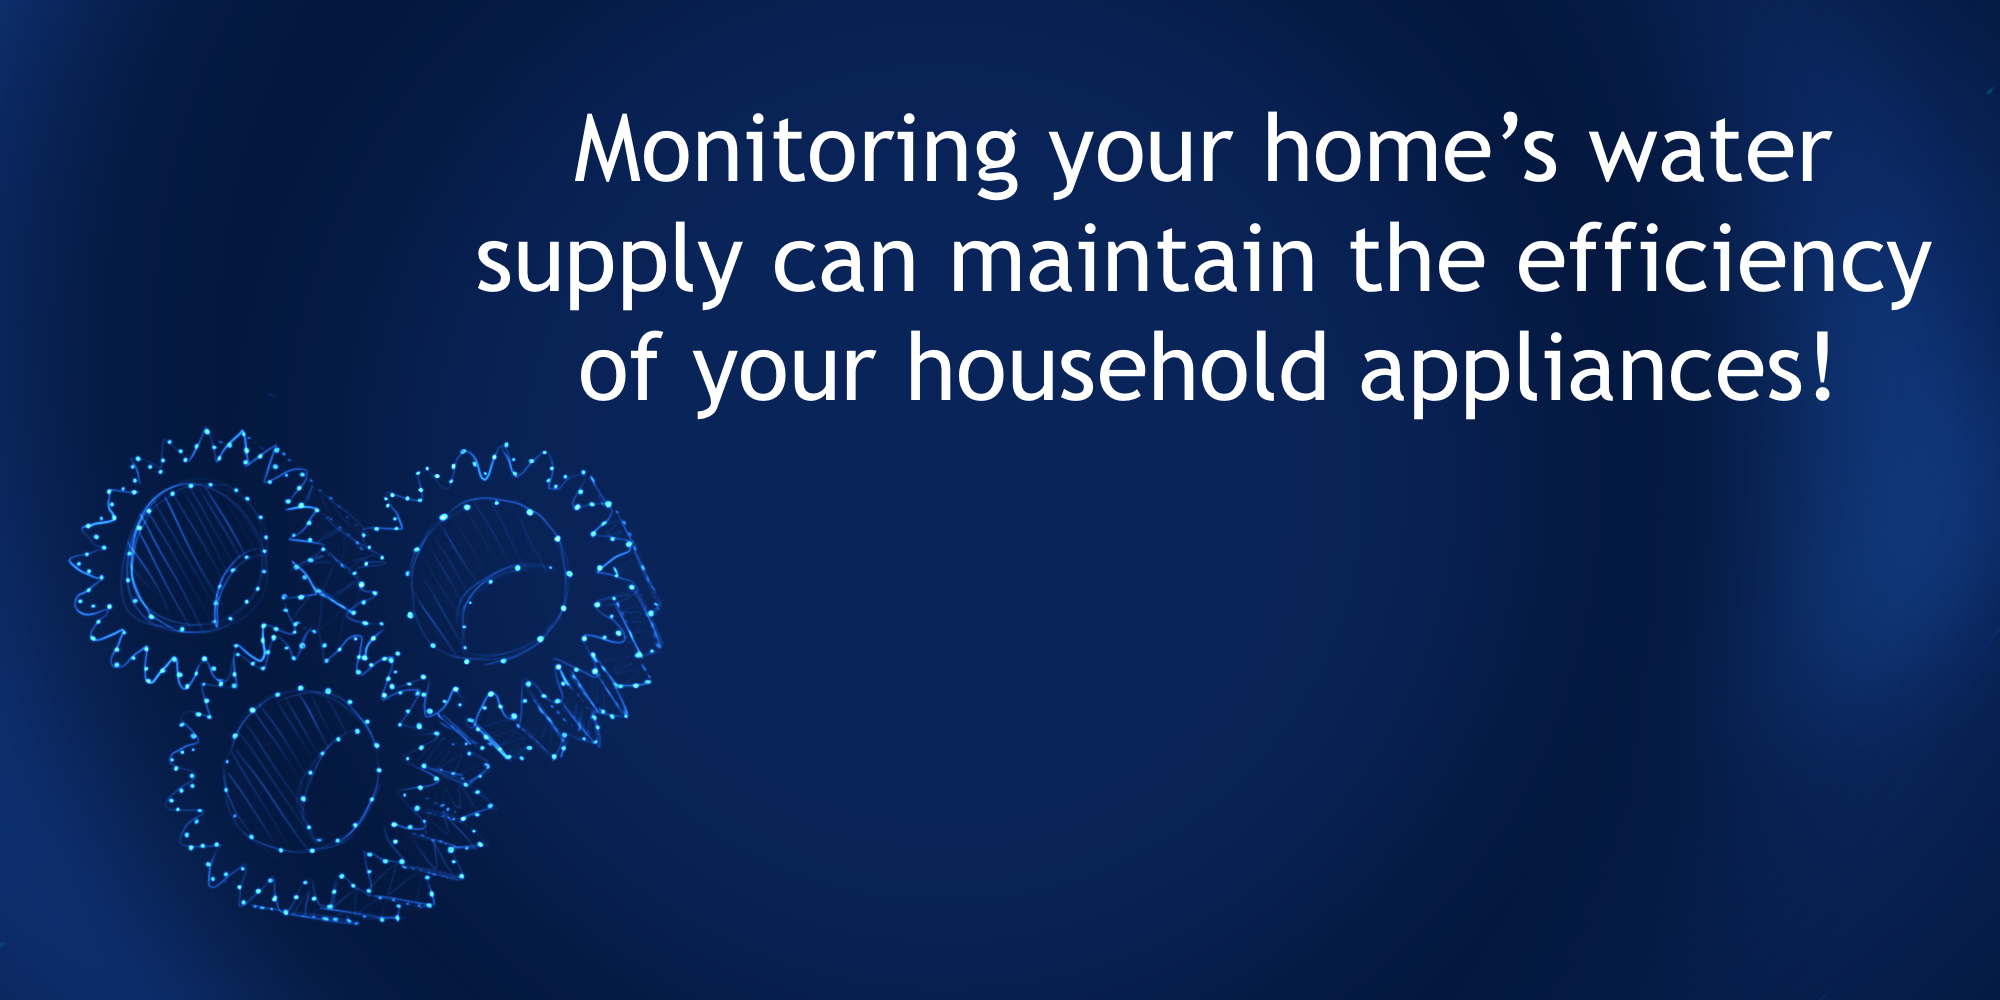 Monitoring your home’s water
supply can maintain the efficiency
of your household appliances!